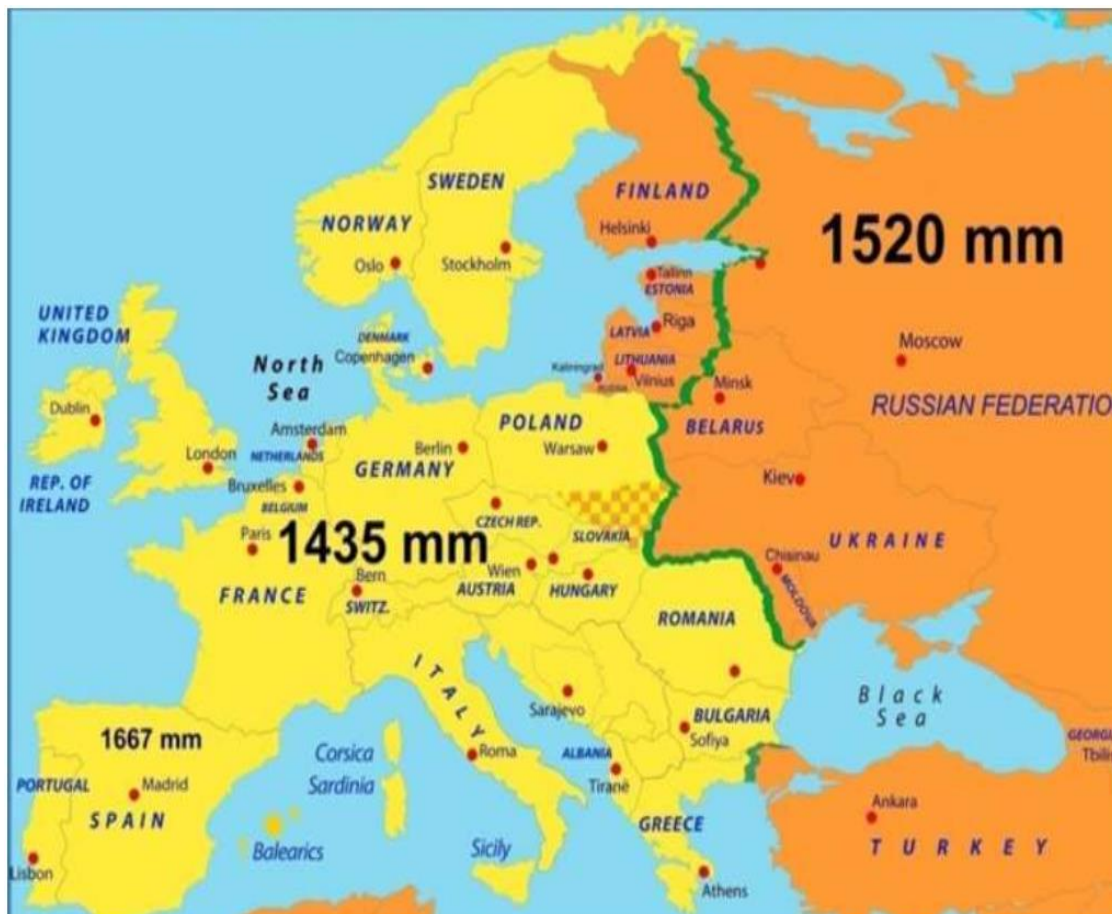 SWEDEN
FINLAND
NORWAY
1520 mm
Helsinki
Oslo
Stockholm
Tallinn
ESTONIA
UNITED
KINGDOM
DENMARK
Copenhagen
LATVIA
Riga
Moscow
North
Sea
Kaliningrad
LITHUANIA
RUSSIA
Vilnius
Minsk
RUSSIAN FEDERATIO
Dublin
POLAND
BELARUS
Amsterdam
Berlin
Warsaw
London
NETHERLANDS
GERMANY
REP. OF
IRELAND
Bruxelles
BELGIUM
Kiev
CZECH REP.
SLOVAKIA
Paris
1435 mm
UKRAINE
Chisinau
MOLDOVA
Bern
Wien
FRANCE
SWITZ.
AUSTRIA
HUNGARY
ROMANIA
ITALY
Black
Sea
Sarajevo
BULGARIA
Sofiya
1667 mm
Corsica
Sardinia
Roma
ALBANIA
Tiranë
GEORGI
Tbili
PORTUGAL
Madrid
SPAIN
Ankara
GREECE
TURKEY
Balearics
Sicily
Lisbon
Athens